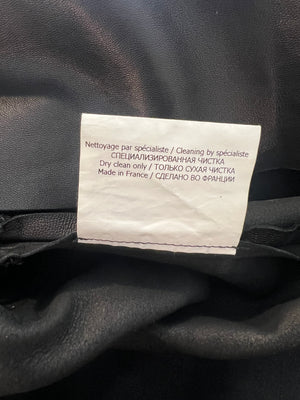 Nettoyage par spécialiste / Cleaning by spécialiste
СПЕЦИАЛИЗИРОВАННАЯ ЧИСТКА
Dry clean only / ТОЛЬКО СУХАЯ ЧИСТКА
Made in France / СДЕЛАНО ВО ФРАНЦИИ